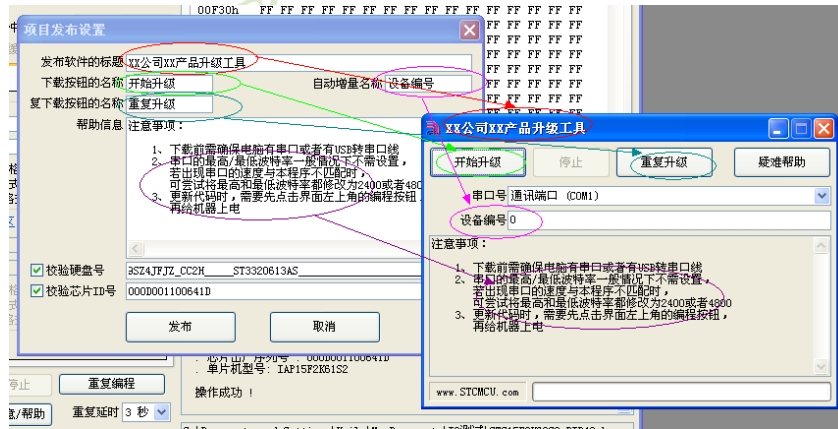 00F30h FF FF FF FF FF FF FF FF FF FF FF FF FF FF FF FF
项目发布设置
发布软件的标题 XX公司XX产品升级工具
下载按钮的名称 开始升级 自动增量名称 设备编号
复下载按钮的名称 重复升级
帮助信息 注意事项：
1、下载前需确保电脑有串口或者有USB转串口线
2、串口的最高/最低波特率一般情况下不需设置，
若出现串口的速度与本程序不匹配时，
可尝试将最高和最低波特率都修改为2400或者480
3、更新代码时，需要先点击界面左上角的编程按钮
再给机器上电
校验硬盘号 ST3320613AS
校验芯片ID号 000D001100641D
发布 取消
XX公司XX产品升级工具
开始升级 停止 重复升级 疑难帮助
串口号 通讯端口 (COM1)
设备编号 0
注意事项：
1、下载前需确保电脑有串口或者有USB转串口线
2、串口的最高/最低波特率一般情况下不需设置，
若出现串口的速度与本程序不匹配时，
可尝试将最高和最低波特率都修改为2400或者4800
3、更新代码时，需要先点击界面左上角的编程按钮，
再给机器上电
www.STCMCU.com
. 芯片出厂序列号 : 000D001100641D
. 单片机型号: IAP15F2K61S2
操作成功 !
停止 重复编程
/帮助 重复延时 3 秒